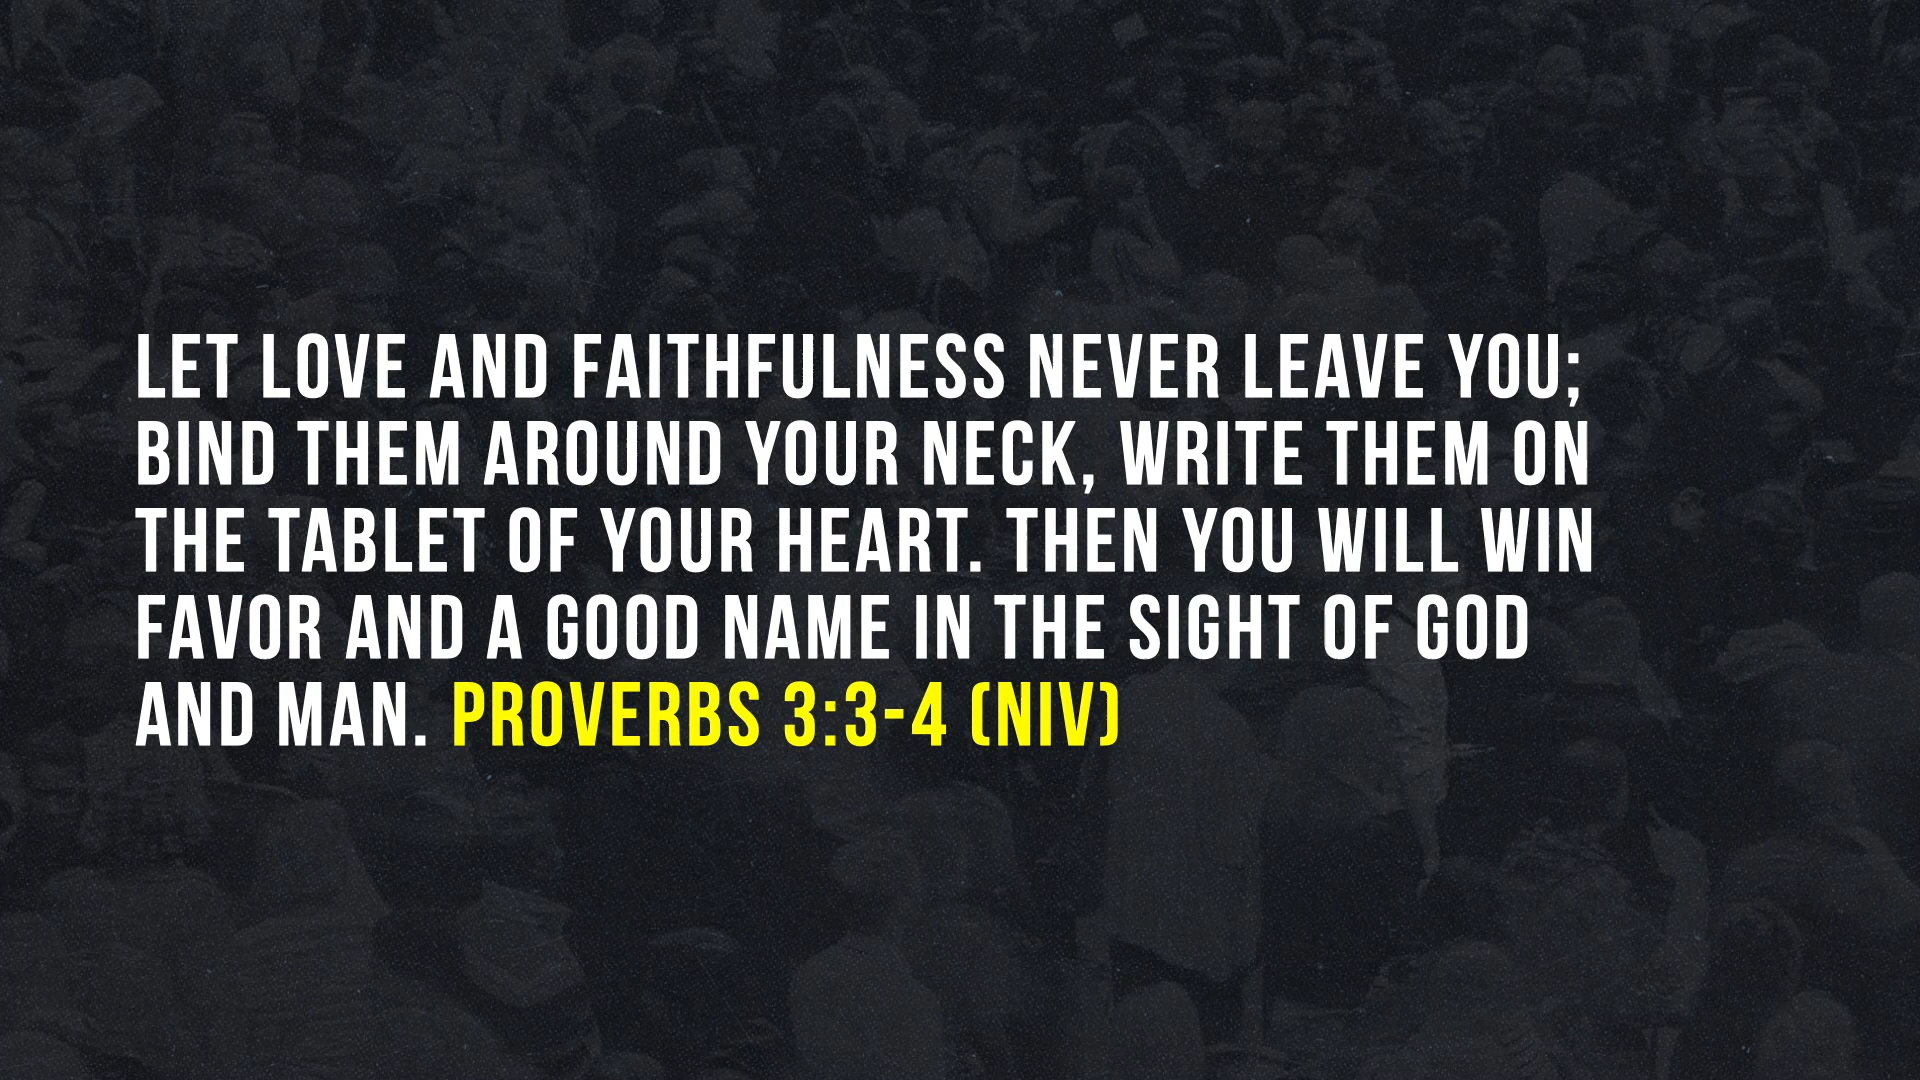 LET LOVE AND FAITHFULNESS NEVER LEAVE YOU;
BIND THEM AROUND YOUR NECK, WRITE THEM ON
THE TABLET OF YOUR HEART. THEN YOU WILL WIN
FAVOR AND A GOOD NAME IN THE SIGHT OF GOD
AND MAN. PROVERBS 3:3-4 (NIV)